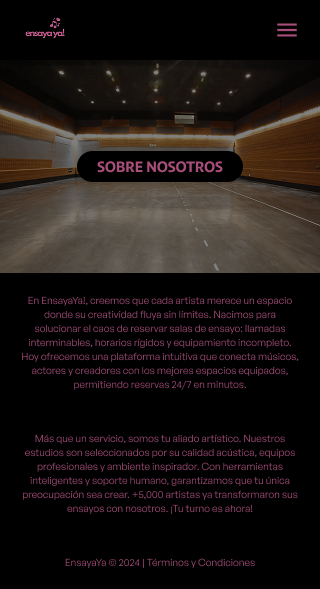 ensaya ya!
SOBRE NOSOTROS
En EnsayaYa!, creemos que cada artista merece un espacio
donde su creatividad fluya sin límites. Nacimos para
solucionar el caos de reservar salas de ensayo: llamadas
interminables, horarios rígidos y equipamiento incompleto.
Hoy ofrecemos una plataforma intuitiva que conecta músicos,
actores y creadores con los mejores espacios equipados,
permitiendo reservas 24/7 en minutos.
Más que un servicio, somos tu aliado artístico. Nuestros
estudios son seleccionados por su calidad acústica, equipos
profesionales y ambiente inspirador. Con herramientas
inteligentes y soporte humano, garantizamos que tu única
preocupación sea crear. +5,000 artistas ya transformaron sus
ensayos con nosotros. ¡Tu turno es ahora!
EnsayaYa © 2024 | Términos y Condiciones